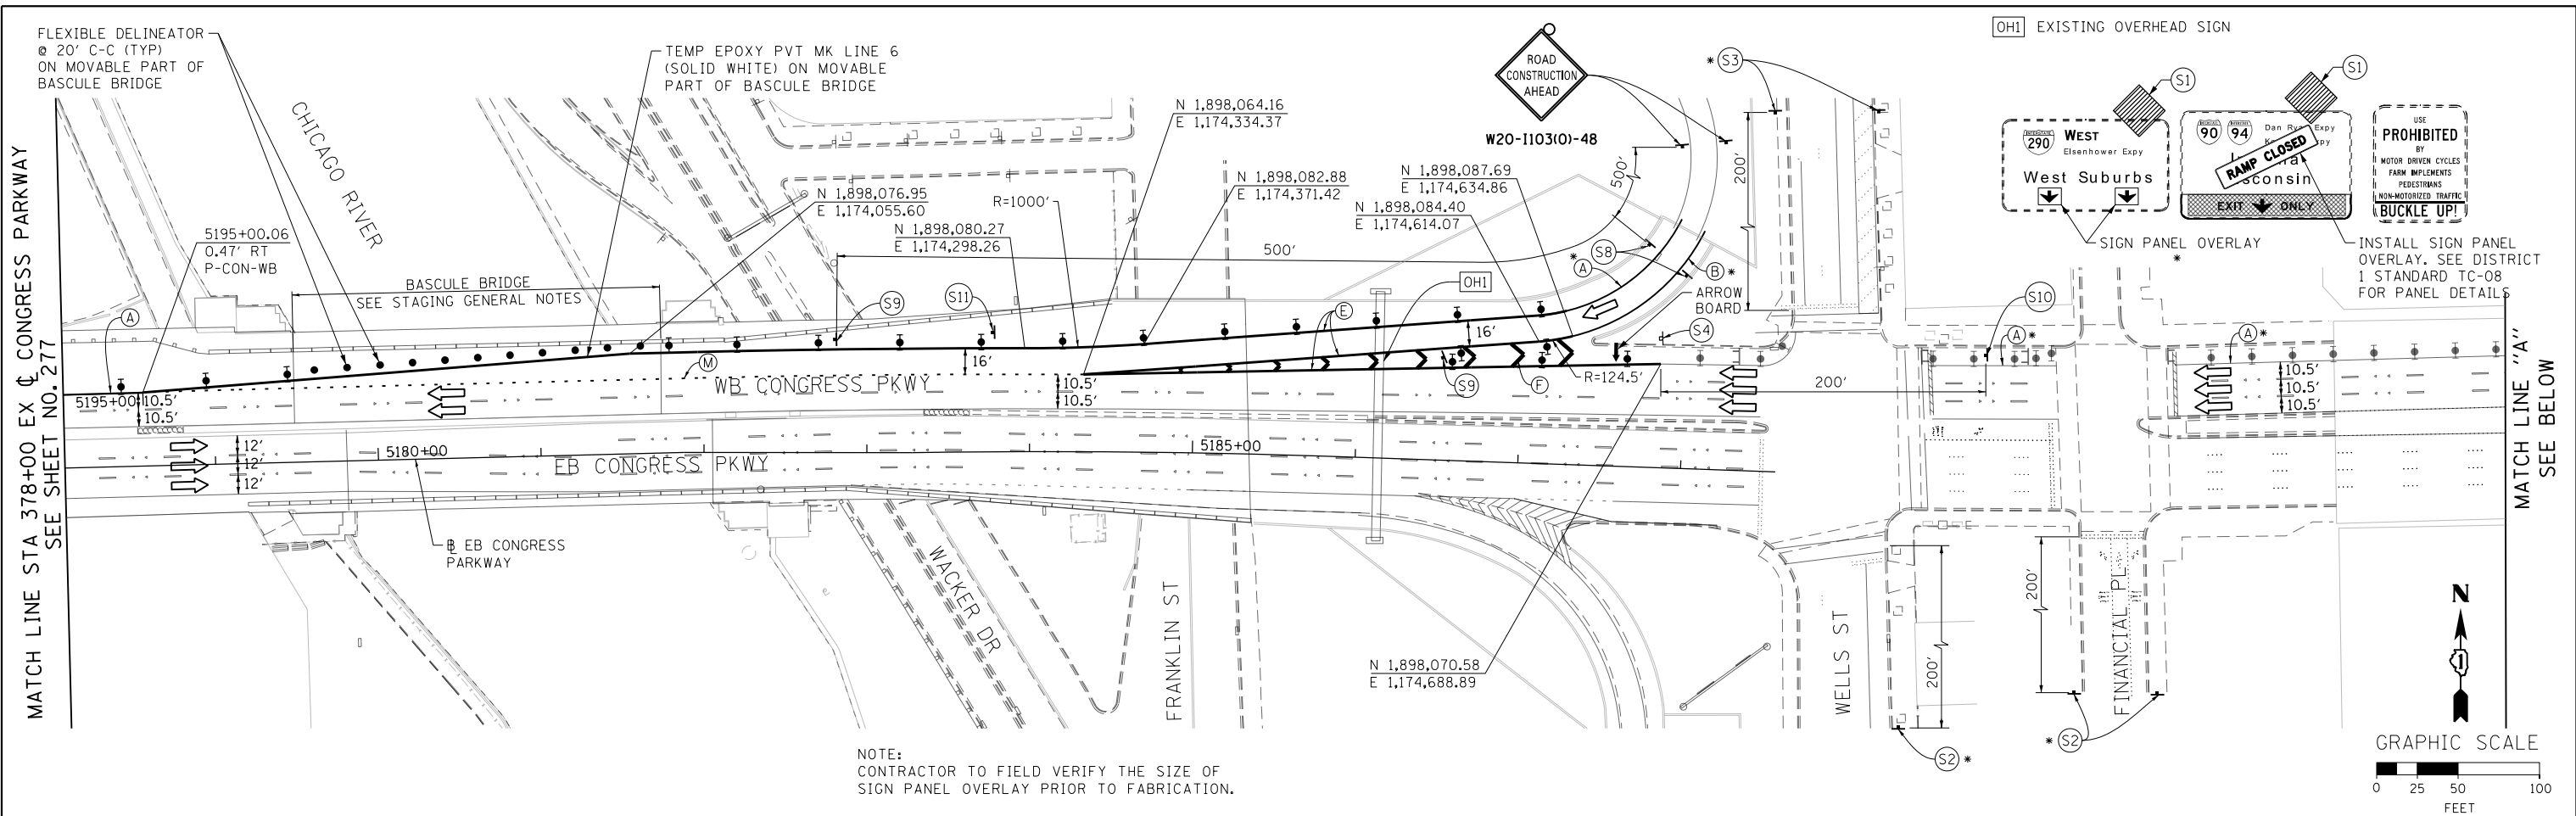 FLEXIBLE DELINEATOR
@ 20' C-C (TYP)
ON MOVABLE PART OF
BASCULE BRIDGE
TEMP EPOXY PVT MK LINE 6
(SOLID WHITE) ON MOVABLE
PART OF BASCULE BRIDGE
CHICAGO RIVER
5195+00.06
0.47' RT
P-CON-WB
BASCULE BRIDGE
SEE STAGING GENERAL NOTES
N 1,898,076.95
E 1,174,055.60
N 1,898,080.27
E 1,174,298.26
R=1000'
N 1,898,064.16
E 1,174,334.37
N 1,898,082.88
E 1,174,371.42
N 1,898,087.69
E 1,174,634.86
N 1,898,084.40
E 1,174,614.07
500'
ROAD
CONSTRUCTION
AHEAD
W20-I103(O)-48
500'
* S3
200'
OH1 EXISTING OVERHEAD SIGN
S1
S1
INTERSTATE
290
WEST
Eisenhower Expy
West Suburbs
90 94
Dan Ryan Expy
RAMP CLOSED
EXIT ONLY
USE
PROHIBITED
BY
MOTOR DRIVEN CYCLES
FARM IMPLEMENTS
PEDESTRIANS
NON-MOTORIZED TRAFFIC
BUCKLE UP!
SIGN PANEL OVERLAY
*
INSTALL SIGN PANEL
OVERLAY. SEE DISTRICT
1 STANDARD TC-08
FOR PANEL DETAILS
S8
* A
B *
ARROW
BOARD
S4
S10
A *
A *
A
S9
S11
E
OH1
16'
16'
M
WB CONGRESS PKWY
10.5'
10.5'
S9
F
R=124.5'
200'
10.5'
10.5'
10.5'
5195+00
10.5'
10.5'
12'
12'
12'
5180+00
EB CONGRESS PKWY
5185+00
℄ EB CONGRESS
PARKWAY
WACKER DR
FRANKLIN ST
N 1,898,070.58
E 1,174,688.89
WELLS ST
200'
FINANCIAL PL
200'
S2 *
* S2
N
1
MATCH LINE STA 378+00 EX ℄ CONGRESS PARKWAY
SEE SHEET NO. 277
MATCH LINE "A"
SEE BELOW
NOTE:
CONTRACTOR TO FIELD VERIFY THE SIZE OF
SIGN PANEL OVERLAY PRIOR TO FABRICATION.
GRAPHIC SCALE
0 25 50 100
FEET